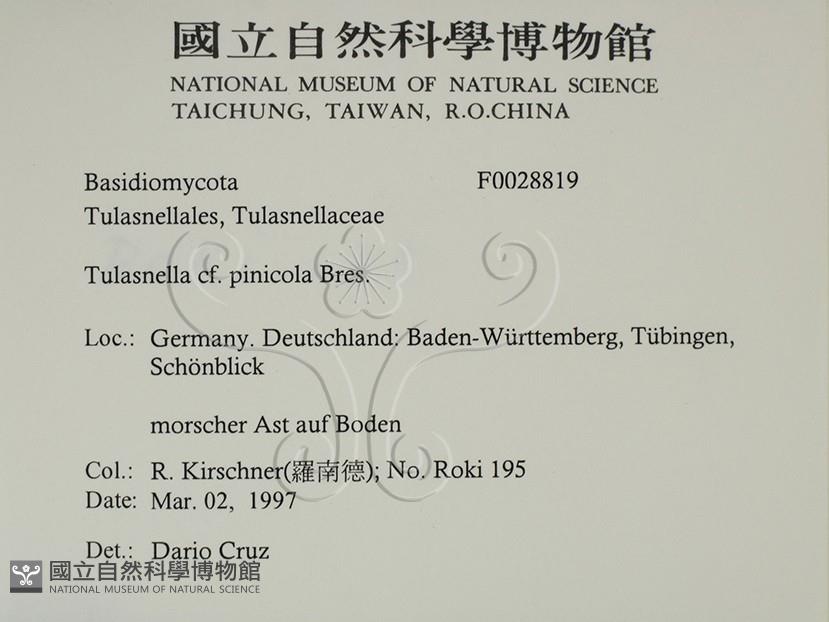 國立自然科學博物館
NATIONAL MUSEUM OF NATURAL SCIENCE
TAICHUNG, TAIWAN, R.O.CHINA
Basidiomycota F0028819
Tulasnellales, Tulasnellaceae
Tulasnella cf. pinicola Bres.
Loc.: Germany. Deutschland: Baden-Württemberg, Tübingen,
Schönblick
morscher Ast auf Boden
Col.: R. Kirschner(羅南德); No. Roki 195
Date: Mar. 02, 1997
Det.: Dario Cruz
國立自然科學博物館
NATIONAL MUSEUM OF NATURAL SCIENCE